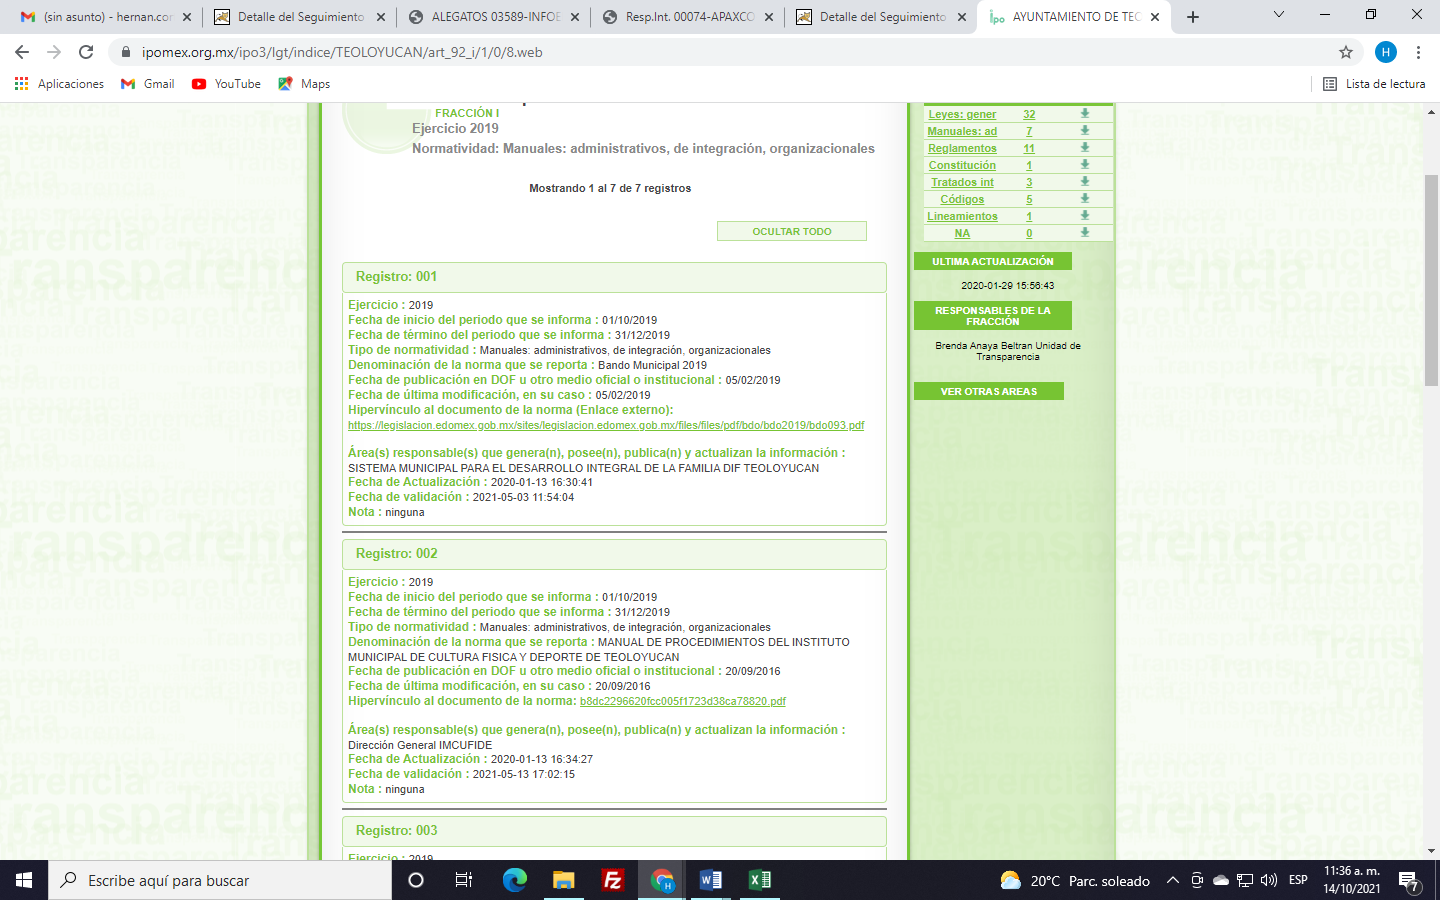 (sin asunto) - hernan.cor
Detalle del Seguimiento
ALEGATOS 03589-INFOE
Resp.Int. 00074-APAXCO
Detalle del Seguimiento
AYUNTAMIENTO DE TEO
ipomex.org.mx/ipo3/lgt/indice/TEOLOYUCAN/art_92_i/1/0/8.web
H
Aplicaciones
Gmail
YouTube
Maps
Lista de lectura
FRACCIÓN I
Ejercicio 2019
Normatividad: Manuales: administrativos, de integración, organizacionales
Mostrando 1 al 7 de 7 registros
OCULTAR TODO
Registro: 001
Ejercicio : 2019
Fecha de inicio del periodo que se informa : 01/10/2019
Fecha de término del periodo que se informa : 31/12/2019
Tipo de normatividad : Manuales: administrativos, de integración, organizacionales
Denominación de la norma que se reporta : Bando Municipal 2019
Fecha de publicación en DOF u otro medio oficial o institucional : 05/02/2019
Fecha de última modificación, en su caso : 05/02/2019
Hipervínculo al documento de la norma (Enlace externo):
https://legislacion.edomex.gob.mx/sites/legislacion.edomex.gob.mx/files/files/pdf/bdo/bdo2019/bdo093.pdf
Área(s) responsable(s) que genera(n), posee(n), publica(n) y actualizan la información :
SISTEMA MUNICIPAL PARA EL DESARROLLO INTEGRAL DE LA FAMILIA DIF TEOLOYUCAN
Fecha de Actualización : 2020-01-13 16:30:41
Fecha de validación : 2021-05-03 11:54:04
Nota : ninguna
Registro: 002
Ejercicio : 2019
Fecha de inicio del periodo que se informa : 01/10/2019
Fecha de término del periodo que se informa : 31/12/2019
Tipo de normatividad : Manuales: administrativos, de integración, organizacionales
Denominación de la norma que se reporta : MANUAL DE PROCEDIMIENTOS DEL INSTITUTO
MUNICIPAL DE CULTURA FISICA Y DEPORTE DE TEOLOYUCAN
Fecha de publicación en DOF u otro medio oficial o institucional : 20/09/2016
Fecha de última modificación, en su caso : 20/09/2016
Hipervínculo al documento de la norma: b8dc2296620fcc005f1723d38ca78820.pdf
Área(s) responsable(s) que genera(n), posee(n), publica(n) y actualizan la información :
Dirección General IMCUFIDE
Fecha de Actualización : 2020-01-13 16:34:27
Fecha de validación : 2021-05-13 17:02:15
Nota : ninguna
Registro: 003
Ejercicio : 2019
Leyes: gener 32
Manuales: ad 7
Reglamentos 11
Constitución 1
Tratados int 3
Códigos 5
Lineamientos 1
NA 0
ULTIMA ACTUALIZACIÓN
2020-01-29 15:56:43
RESPONSABLES DE LA
FRACCIÓN
Brenda Anaya Beltran Unidad de
Transparencia
VER OTRAS AREAS
Escribe aquí para buscar
20°C Parc. soleado
ESP
11:36 a. m.
14/10/2021
7